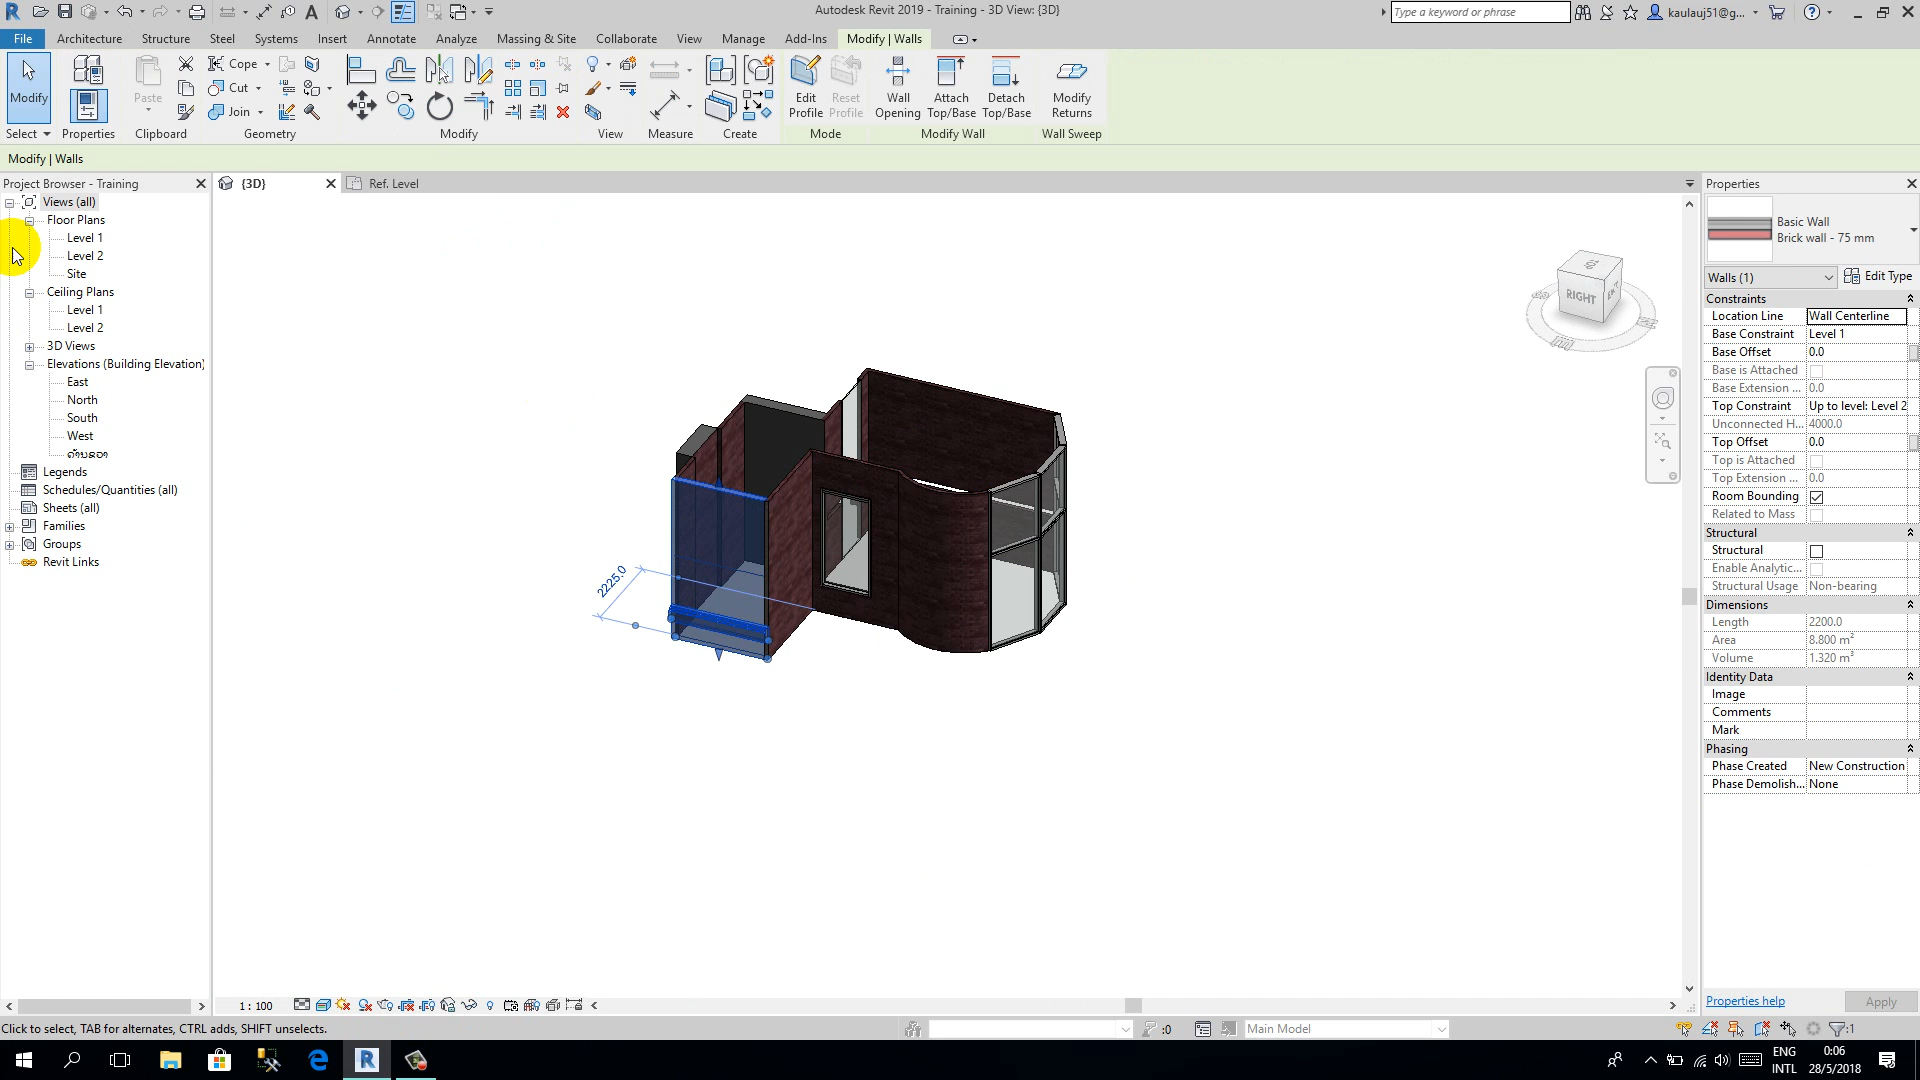 Autodesk Revit 2019 - Training - 3D View: {3D}
Type a keyword or phrase
kaulauj51@g...
File Architecture Structure Steel Systems Insert Annotate Analyze Massing & Site Collaborate View Manage Add-Ins Modify | Walls
Modify
Select
Properties
Paste
Clipboard
Cope
Cut
Join
Geometry
Modify
View
Measure
Create
Edit Profile
Reset Profile
Mode
Wall Opening
Attach Top/Base
Detach Top/Base
Modify Wall
Modify Returns
Wall Sweep
Modify | Walls
Project Browser - Training
Views (all)
Floor Plans
Level 1
Level 2
Site
Ceiling Plans
Level 1
Level 2
3D Views
Elevations (Building Elevation)
East
North
South
West
Legends
Schedules/Quantities (all)
Sheets (all)
Families
Groups
Revit Links
{3D}
Ref. Level
2225.0
RIGHT
Properties
Basic Wall
Brick wall - 75 mm
Walls (1)
Edit Type
Constraints
Location Line Wall Centerline
Base Constraint Level 1
Base Offset 0.0
Base is Attached
Base Extension ... 0.0
Top Constraint Up to level: Level 2
Unconnected H... 4000.0
Top Offset 0.0
Top is Attached
Top Extension ... 0.0
Room Bounding
Related to Mass
Structural
Structural
Enable Analytic...
Structural Usage Non-bearing
Dimensions
Length 2200.0
Area 8.800 m²
Volume 1.320 m³
Identity Data
Image
Comments
Mark
Phasing
Phase Created New Construction
Phase Demolish... None
Properties help
Apply
1 : 100
Click to select, TAB for alternates, CTRL adds, SHIFT unselects.
:0
Main Model
:1
ENG
INTL
0:06
28/5/2018